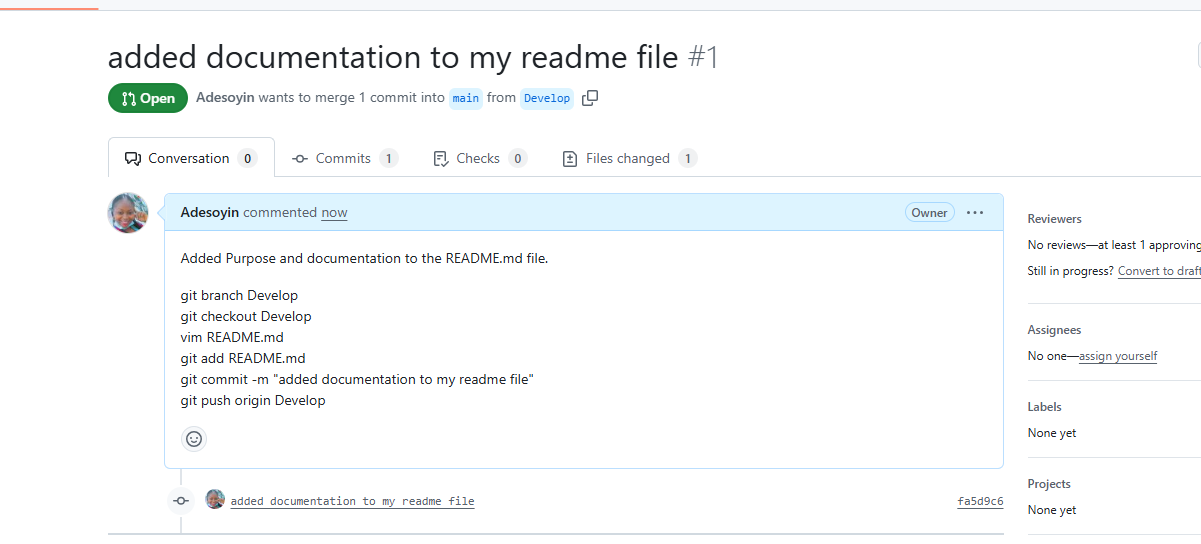 added documentation to my readme file #1
Open Adesoyin wants to merge 1 commit into main from Develop
Conversation 0 Commits 1 Checks 0 Files changed 1
Adesoyin commented now Owner
Added Purpose and documentation to the README.md file.
git branch Develop
git checkout Develop
vim README.md
git add README.md
git commit -m "added documentation to my readme file"
git push origin Develop
added documentation to my readme file fa5d9c6
Reviewers
No reviews—at least 1 approving
Still in progress? Convert to draft
Assignees
No one—assign yourself
Labels
None yet
Projects
None yet